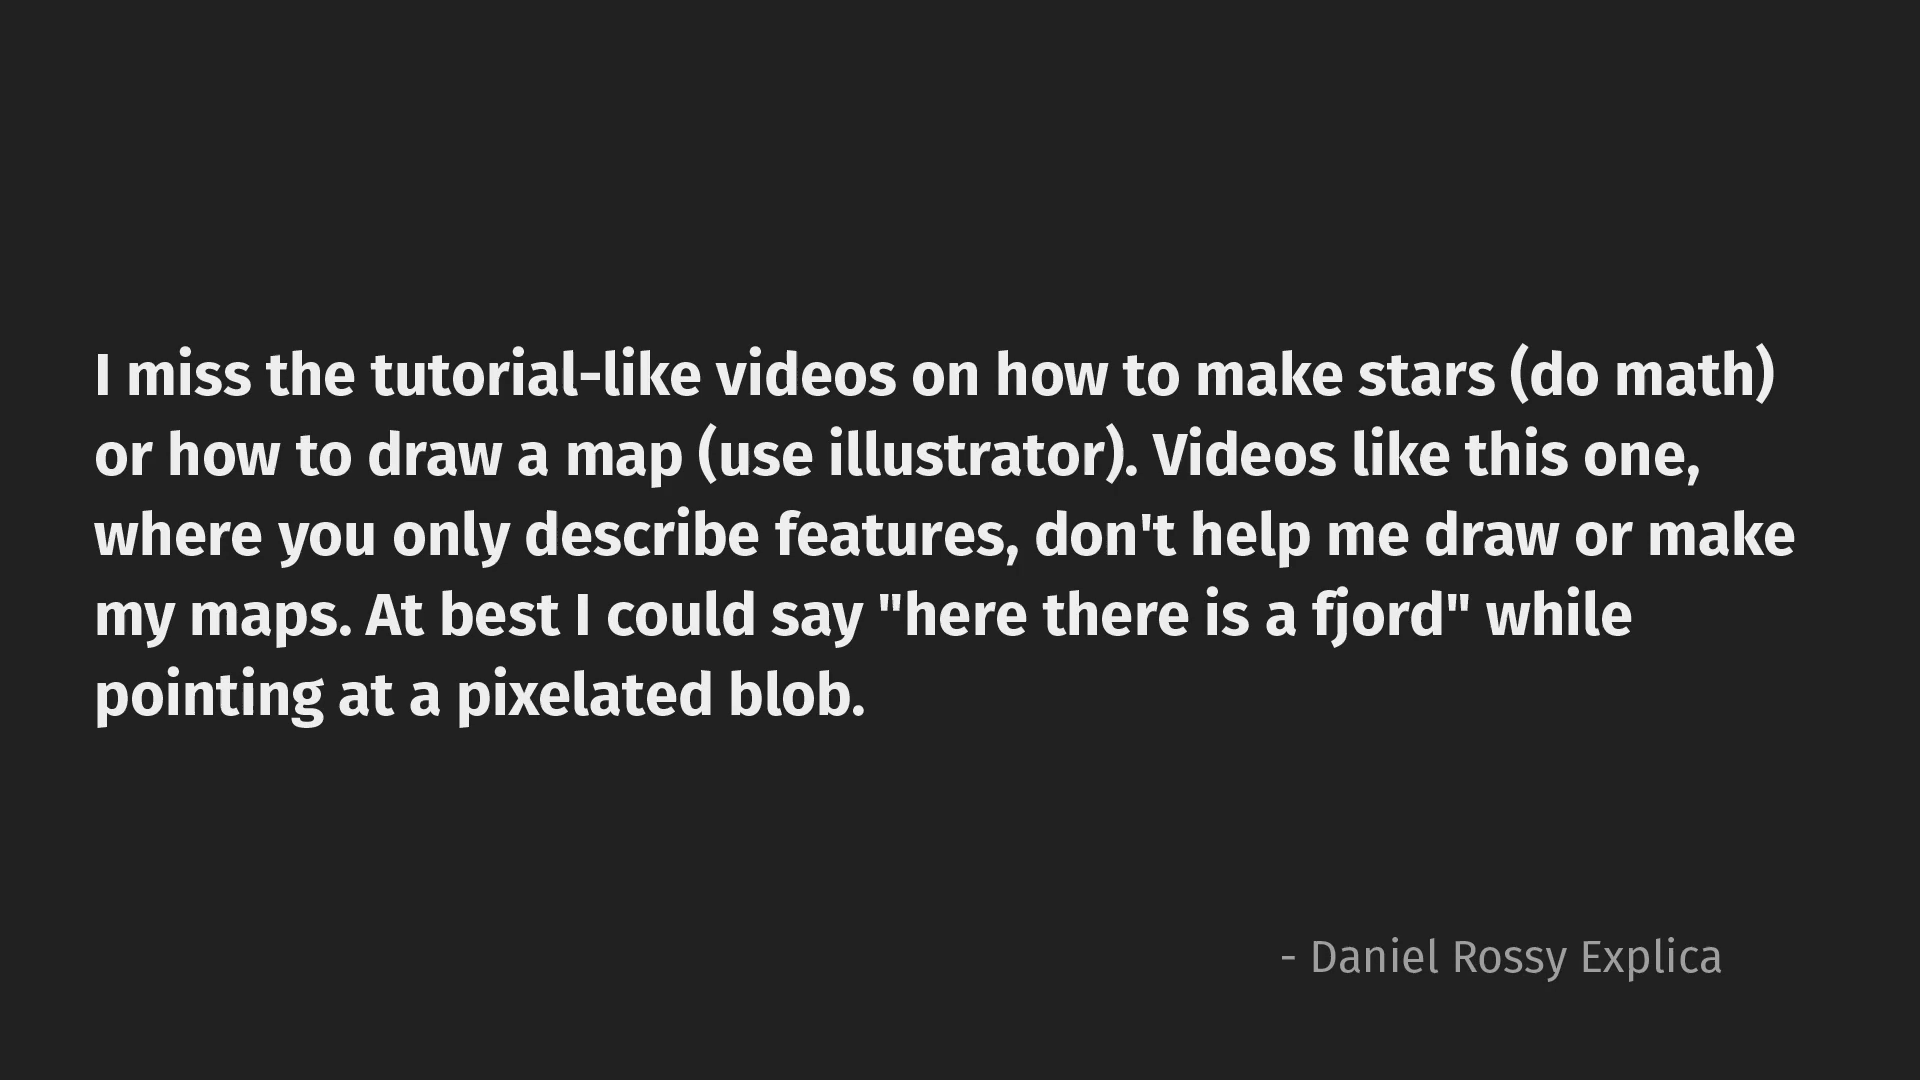 I miss the tutorial-like videos on how to make stars (do math)
or how to draw a map (use illustrator). Videos like this one,
where you only describe features, don't help me draw or make
my maps. At best I could say "here there is a fjord" while
pointing at a pixelated blob.
- Daniel Rossy Explica